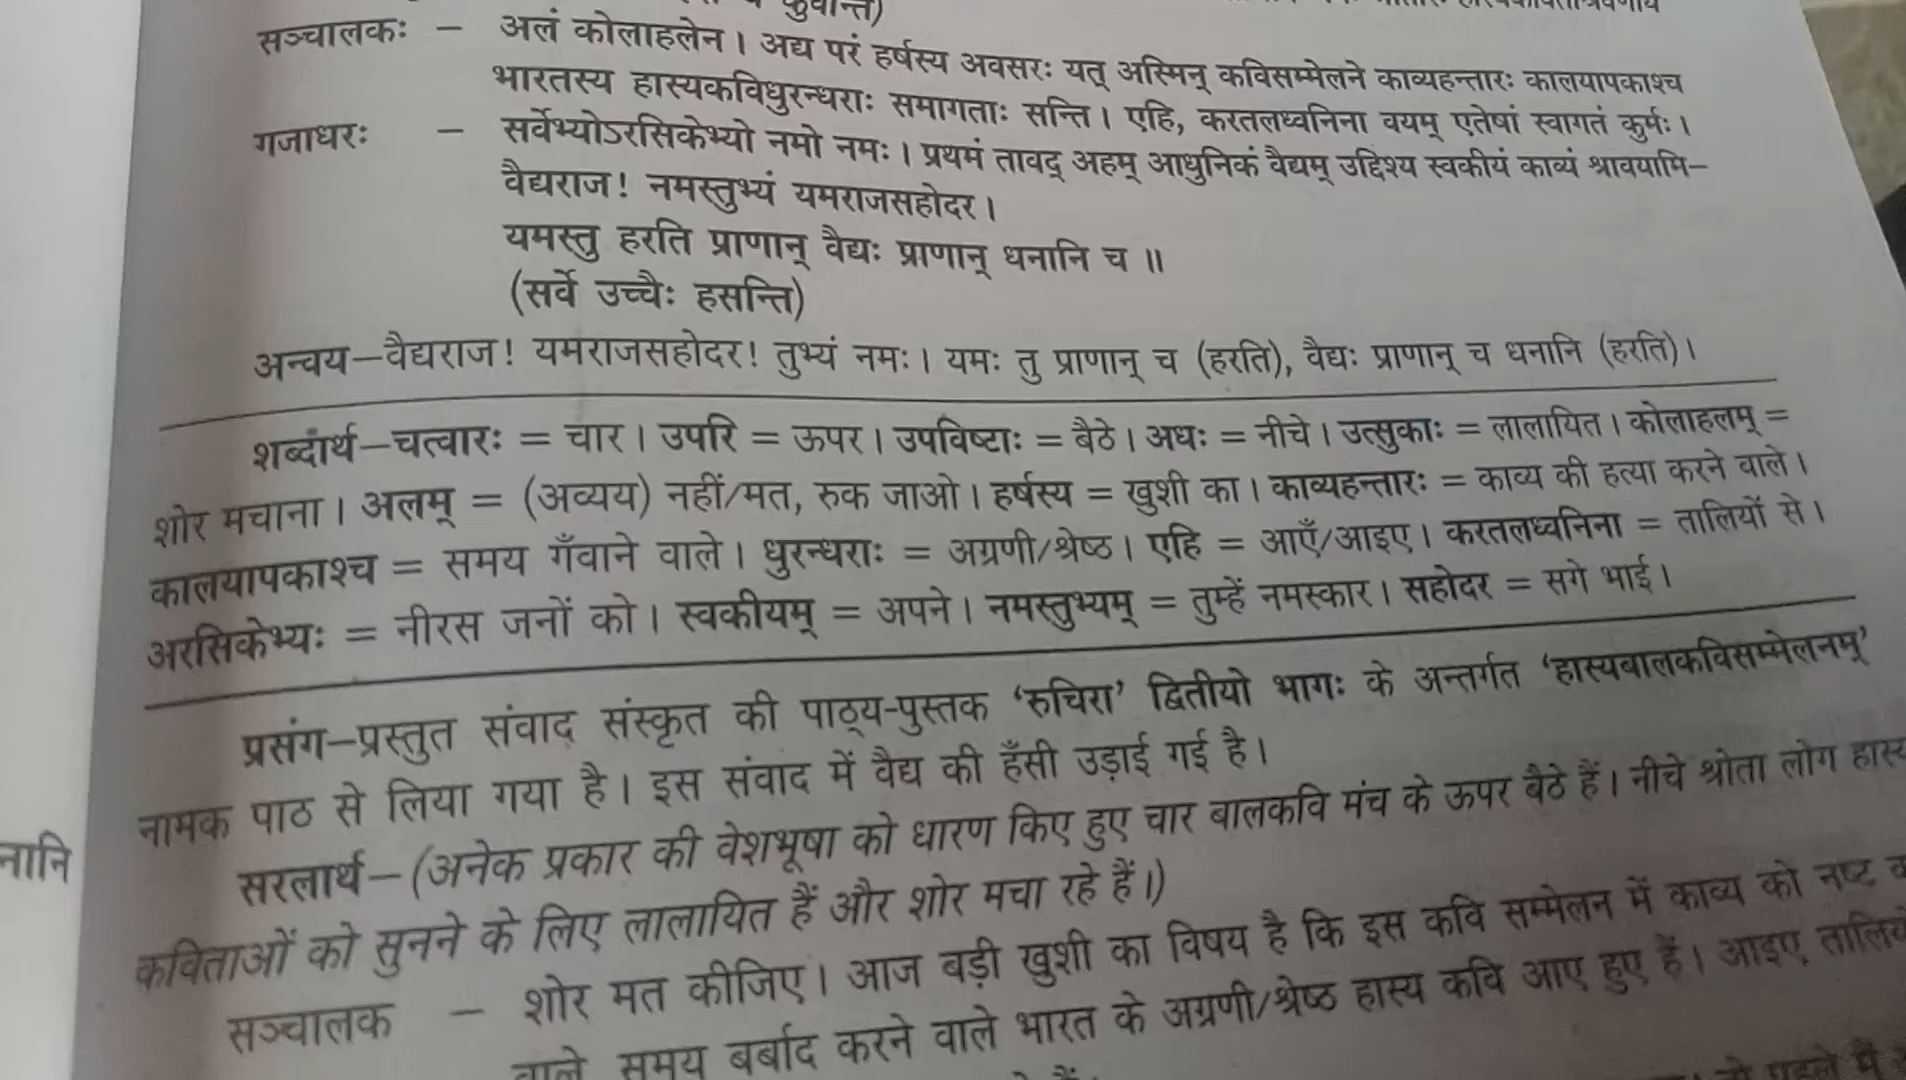 कुर्वन्ति)
सञ्चालकः – अलं कोलाहलेन। अद्य परं हर्षस्य अवसरः यत् अस्मिन् कविसम्मेलने काव्यहन्तारः कालयापकाश्च
भारतस्य हास्यकविधुरन्धराः समागताः सन्ति। एहि, करतलध्वनिना वयम् एतेषां स्वागतं कुर्मः।
गजाधरः – सर्वेभ्योऽरसिकेभ्यो नमो नमः। प्रथमं तावद् अहम् आधुनिकं वैद्यम् उद्दिश्य स्वकीयं काव्यं श्रावयामि–
वैद्यराज! नमस्तुभ्यं यमराजसहोदर।
यमस्तु हरति प्राणान् वैद्यः प्राणान् धनानि च॥
(सर्वे उच्चैः हसन्ति)
अन्वय–वैद्यराज! यमराजसहोदर! तुभ्यं नमः। यमः तु प्राणान् च (हरति), वैद्यः प्राणान् च धनानि (हरति)।
शब्दार्थ–चत्वारः = चार। उपरि = ऊपर। उपविष्टाः = बैठे। अधः = नीचे। उत्सुकाः = लालायित। कोलाहलम् =
शोर मचाना। अलम् = (अव्यय) नहीं/मत, रुक जाओ। हर्षस्य = खुशी का। काव्यहन्तारः = काव्य की हत्या करने वाले।
कालयापकाश्च = समय गँवाने वाले। धुरन्धराः = अग्रणी/श्रेष्ठ। एहि = आएँ/आइए। करतलध्वनिना = तालियों से।
अरसिकेभ्यः = नीरस जनों को। स्वकीयम् = अपने। नमस्तुभ्यम् = तुम्हें नमस्कार। सहोदर = सगे भाई।
प्रसंग–प्रस्तुत संवाद संस्कृत की पाठ्य-पुस्तक ‘रुचिरा’ द्वितीयो भागः के अन्तर्गत ‘हास्यबालकविसम्मेलनम्’
नामक पाठ से लिया गया है। इस संवाद में वैद्य की हँसी उड़ाई गई है।
सरलार्थ–(अनेक प्रकार की वेशभूषा को धारण किए हुए चार बालकवि मंच के ऊपर बैठे हैं। नीचे श्रोता लोग
कविताओं को सुनने के लिए लालायित हैं और शोर मचा रहे हैं।)
सञ्चालक – शोर मत कीजिए। आज बड़ी खुशी का विषय है कि इस कवि सम्मेलन में काव्य को नष्ट
वाले समय बर्बाद करने वाले भारत के अग्रणी/श्रेष्ठ हास्य कवि आए हुए हैं। आइए,
नानि